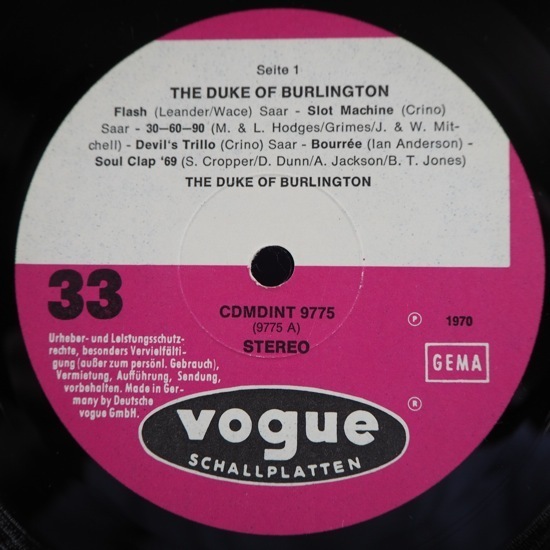 Seite 1
THE DUKE OF BURLINGTON
Flash (Leander/Wace) Saar - Slot Machine (Crino)
Saar - 30—60—90 (M. & L. Hodges/Grimes/J. & W. Mit-
chell) - Devil's Trillo (Crino) Saar - Bourrée (Ian Anderson) -
Soul Clap '69 (S. Cropper/D. Dunn/A. Jackson/B. T. Jones)
THE DUKE OF BURLINGTON
33
CDMDINT 9775
(9775 A)
STEREO
P 1970
GEMA
R
Urheber- und Leistungsschutz-
rechte, besonders Vervielfälti-
gung (außer zum persönl. Gebrauch),
Vermietung, Aufführung, Sendung,
vorbehalten. Made in Ger-
many by Deutsche
vogue GmbH.
vogue
SCHALLPLATTEN